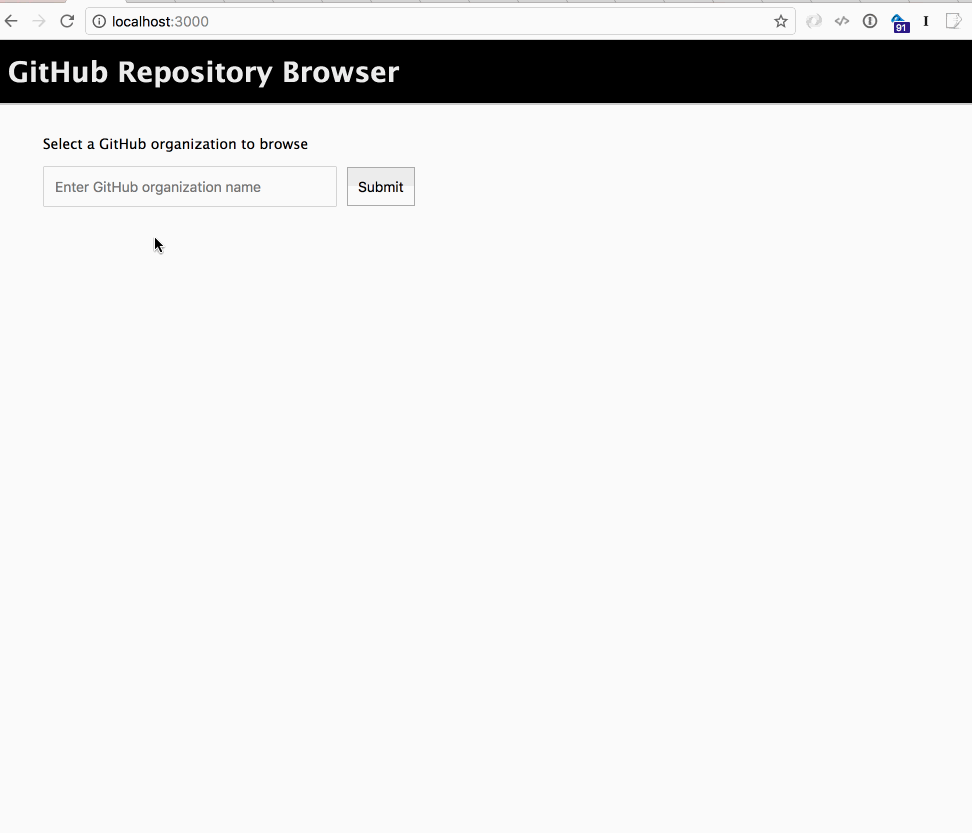 localhost:3000
91
I
GitHub Repository Browser
Select a GitHub organization to browse
Enter GitHub organization name
Submit